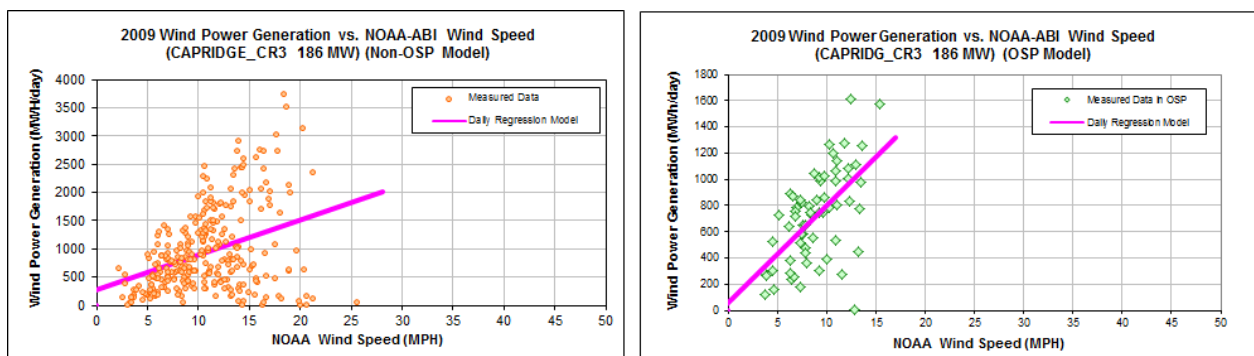 2009 Wind Power Generation vs. NOAA-ABI Wind Speed
(CAPRIDGE_CR3 186 MW) (Non-OSP Model)
Wind Power Generation (MWH/day)
4000
3500
3000
2500
2000
1500
1000
500
0
Measured Data
Daily Regression Model
0 5 10 15 20 25 30 35 40 45 50
NOAA Wind Speed (MPH)
2009 Wind Power Generation vs. NOAA-ABI Wind Speed
(CAPRIDG_CR3 186 MW) (OSP Model)
Wind Power Generation (MWh/day)
1800
1600
1400
1200
1000
800
600
400
200
0
Measured Data in OSP
Daily Regression Model
0 5 10 15 20 25 30 35 40 45 50
NOAA Wind Speed (MPH)